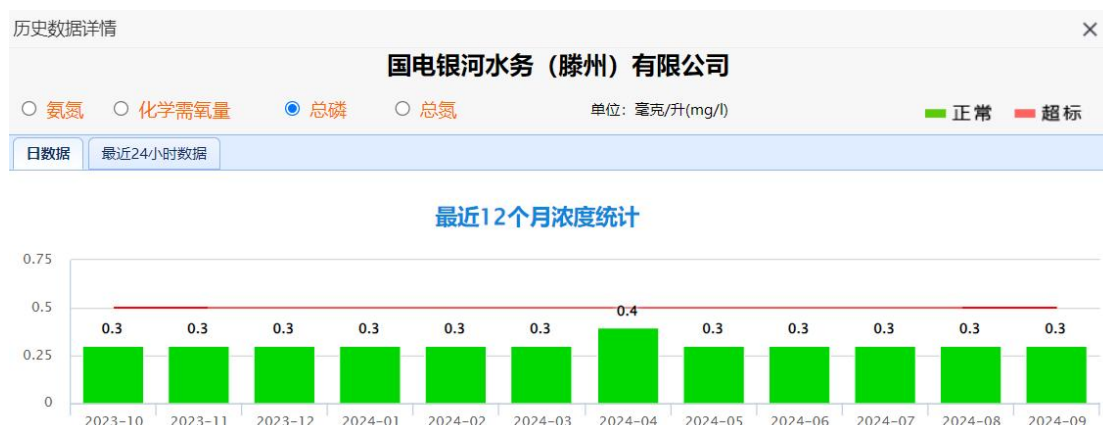 历史数据详情
国电银河水务（滕州）有限公司
氨氮 化学需氧量 总磷 总氮 单位：毫克/升(mg/l) 正常 超标
日数据 最近24小时数据
最近12个月浓度统计
0.75
0.5
0.4
0.3 0.3 0.3 0.3 0.3 0.3 0.3 0.3 0.3 0.3 0.3
0.25
0
2023-10 2023-11 2023-12 2024-01 2024-02 2024-03 2024-04 2024-05 2024-06 2024-07 2024-08 2024-09